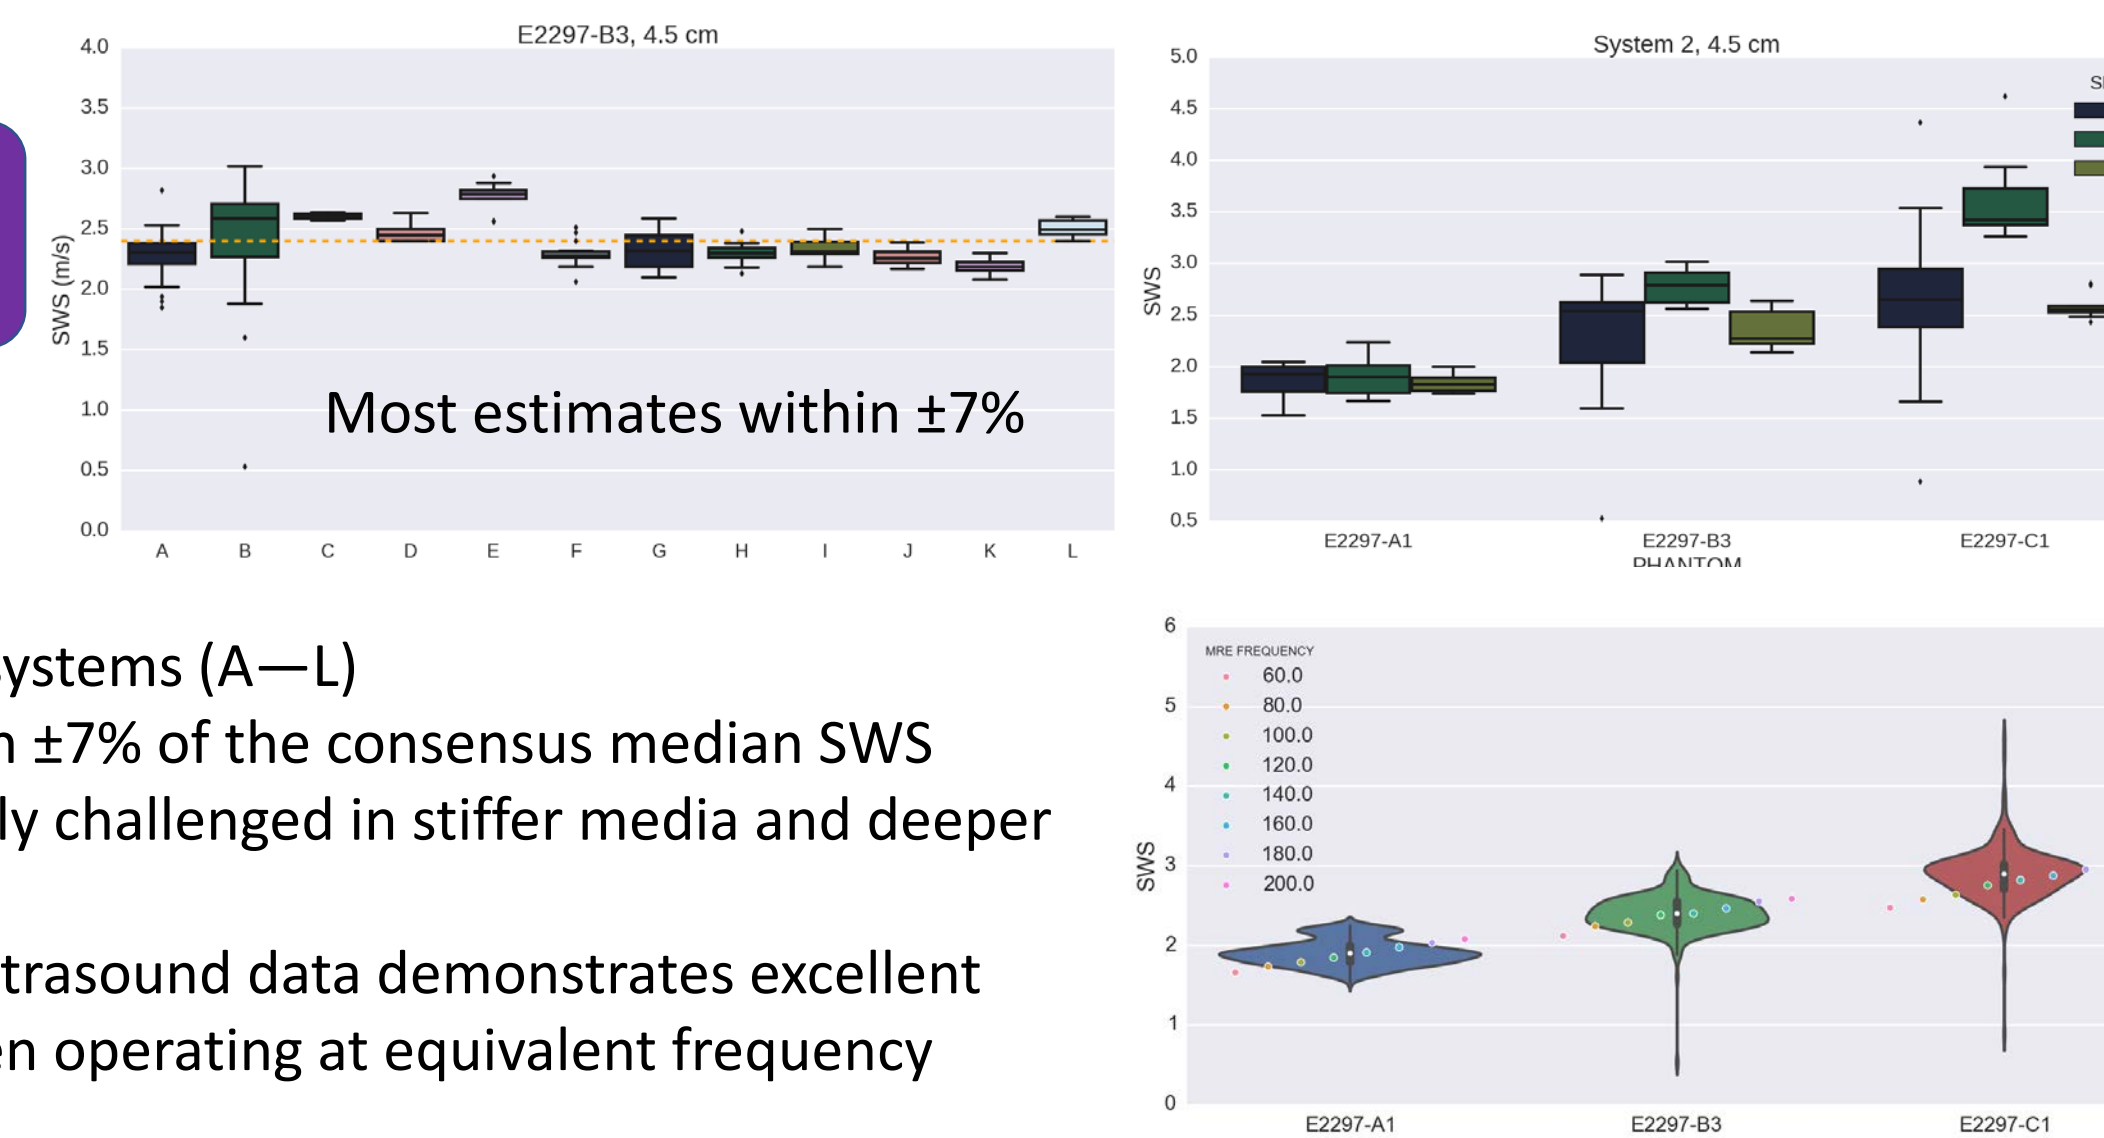 E2297-B3, 4.5 cm
SWS (m/s)
4.0
3.5
3.0
2.5
2.0
1.5
1.0
0.5
0.0
Most estimates within ±7%
A B C D E F G H I J K L
System 2, 4.5 cm
SWS
5.0
4.5
4.0
3.5
3.0
2.5
2.0
1.5
1.0
0.5
E2297-A1 E2297-B3 E2297-C1
PHANTOM
systems (A—L)
±7% of the consensus median SWS
challenged in stiffer media and deeper
data demonstrates excellent
operating at equivalent frequency
SWS
6
5
4
3
2
1
0
MRE FREQUENCY
60.0
80.0
100.0
120.0
140.0
160.0
180.0
200.0
E2297-A1 E2297-B3 E2297-C1